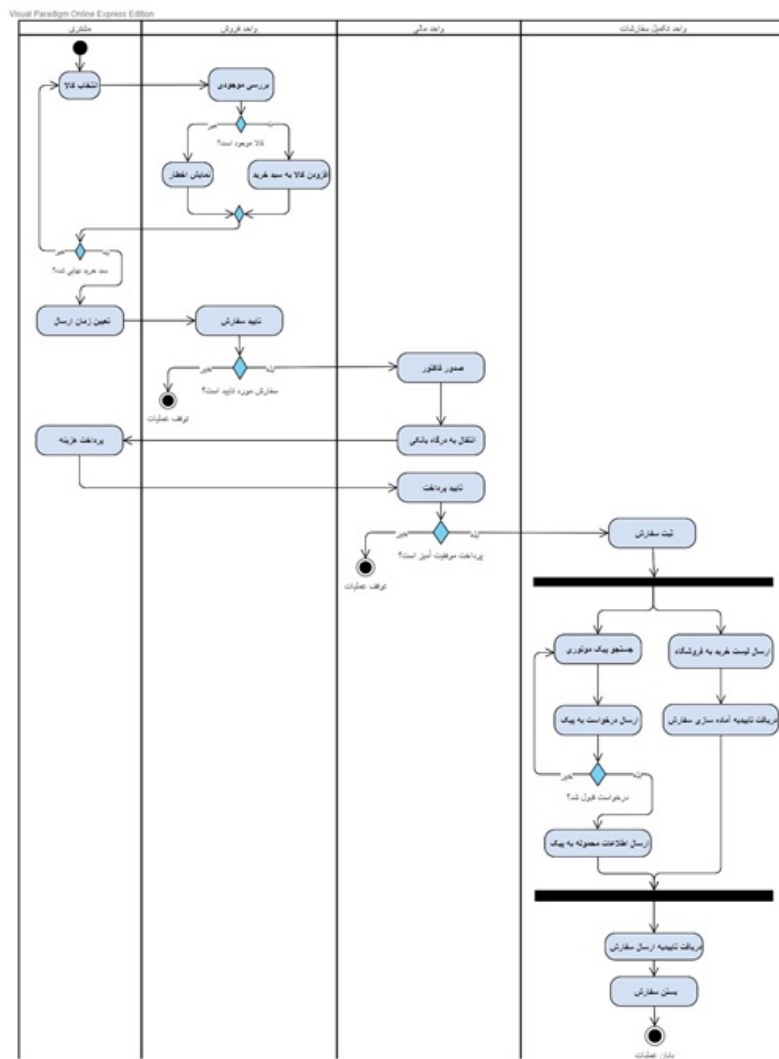 Visual Paradigm Online Express Edition
مشتری
واحد فروش
واحد مالی
واحد تکمیل سفارشات
انتخاب کالا
بررسی موجودی
خیر
بله
کالا موجود است؟
نمایش اخطار
افزودن کالا به سبد خرید
خیر
بله
سبد خرید نهایی شد؟
تعیین زمان ارسال
تایید سفارش
خیر
بله
سفارش مورد تایید است؟
توقف عملیات
صدور فاکتور
پرداخت هزینه
انتقال به درگاه بانکی
تایید پرداخت
خیر
بله
پرداخت موفقیت آمیز است؟
توقف عملیات
ثبت سفارش
جستجو پیک موتوری
ارسال لیست خرید به فروشگاه
ارسال درخواست به پیک
دریافت تاییدیه آماده سازی سفارش
خیر
بله
درخواست قبول شد؟
ارسال اطلاعات محموله به پیک
دریافت تاییدیه ارسال سفارش
بستن سفارش
پایان عملیات